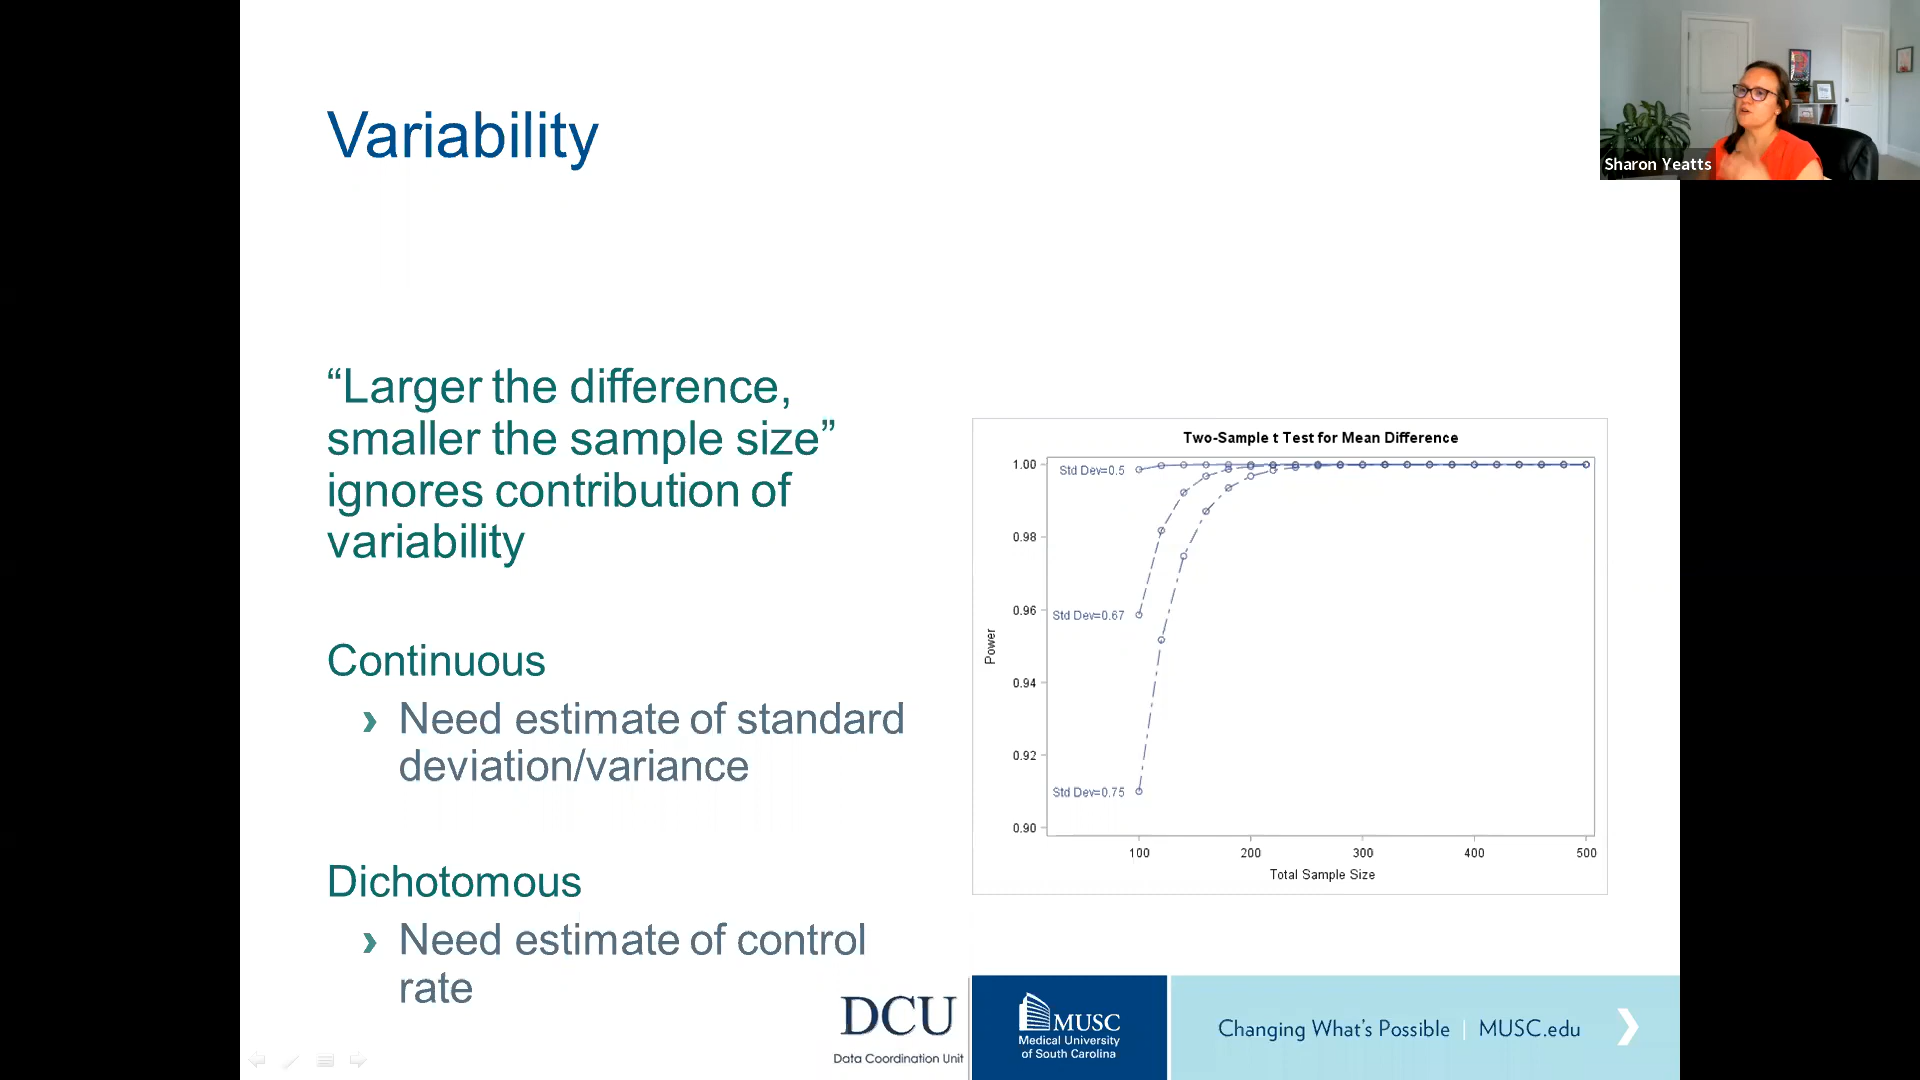 Variability
Sharon Yeatts
“Larger the difference,
smaller the sample size”
ignores contribution of
variability
Continuous
› Need estimate of standard
deviation/variance
Dichotomous
› Need estimate of control
rate
Two-Sample t Test for Mean Difference
1.00
0.98
0.96
0.94
0.92
0.90
Power
Std Dev=0.5
Std Dev=0.67
Std Dev=0.75
100 200 300 400 500
Total Sample Size
DCU
Data Coordination Unit
MUSC
Medical University
of South Carolina
Changing What’s Possible | MUSC.edu